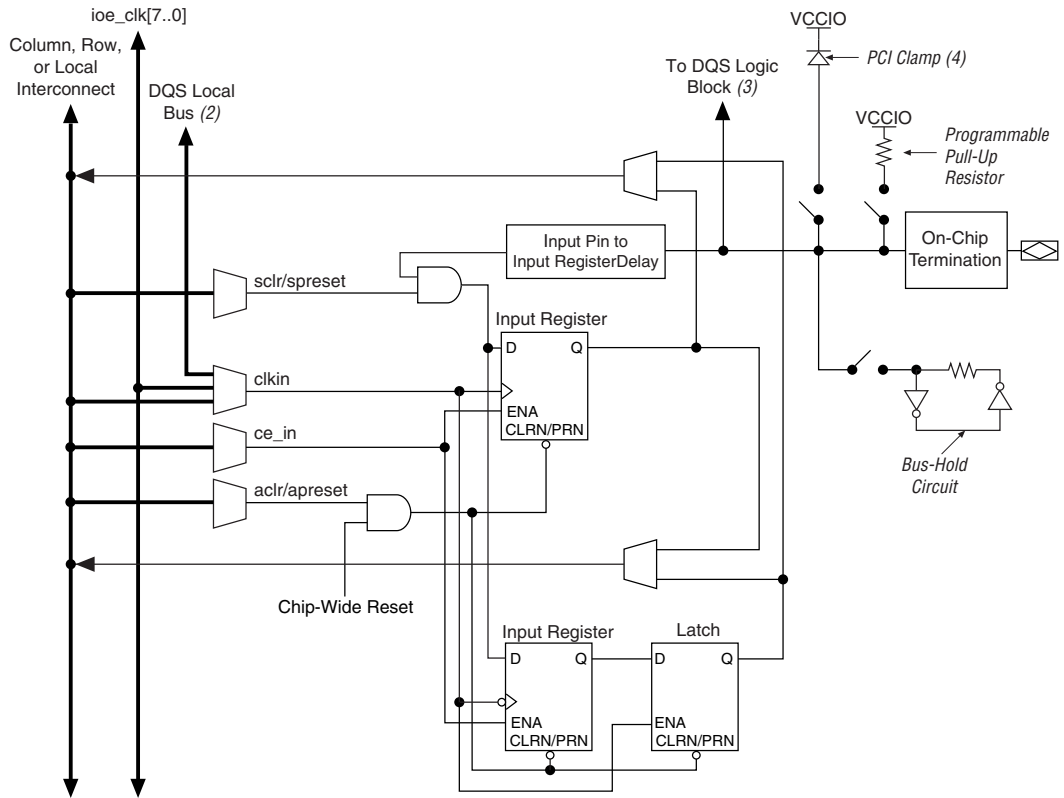 ioe_clk[7..0]
Column, Row,
or Local
Interconnect
DQS Local
Bus (2)
To DQS Logic
Block (3)
VCCIO
PCI Clamp (4)
VCCIO
Programmable
Pull-Up
Resistor
Input Pin to
Input RegisterDelay
On-Chip
Termination
sclr/spreset
Input Register
D
Q
clkin
ENA
CLRN/PRN
ce_in
Bus-Hold
Circuit
aclr/apreset
Chip-Wide Reset
Input Register
D
Q
ENA
CLRN/PRN
Latch
D
Q
ENA
CLRN/PRN